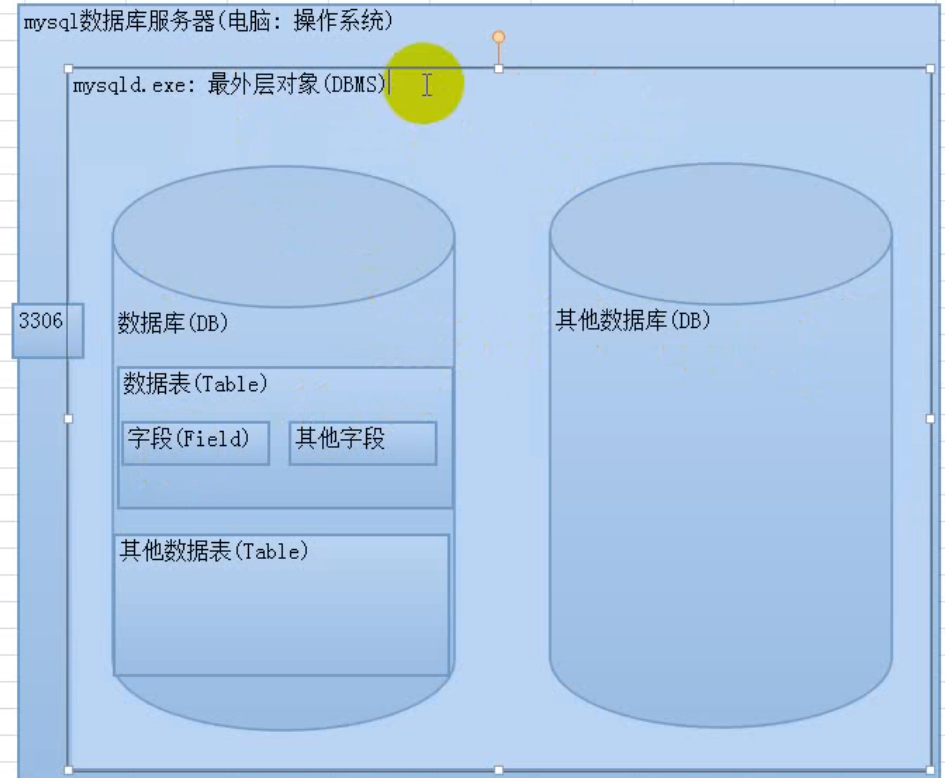 mysql数据库服务器(电脑: 操作系统)
mysqld.exe: 最外层对象(DBMS)
3306
数据库(DB)
其他数据库(DB)
数据表(Table)
字段(Field)
其他字段
其他数据表(Table)